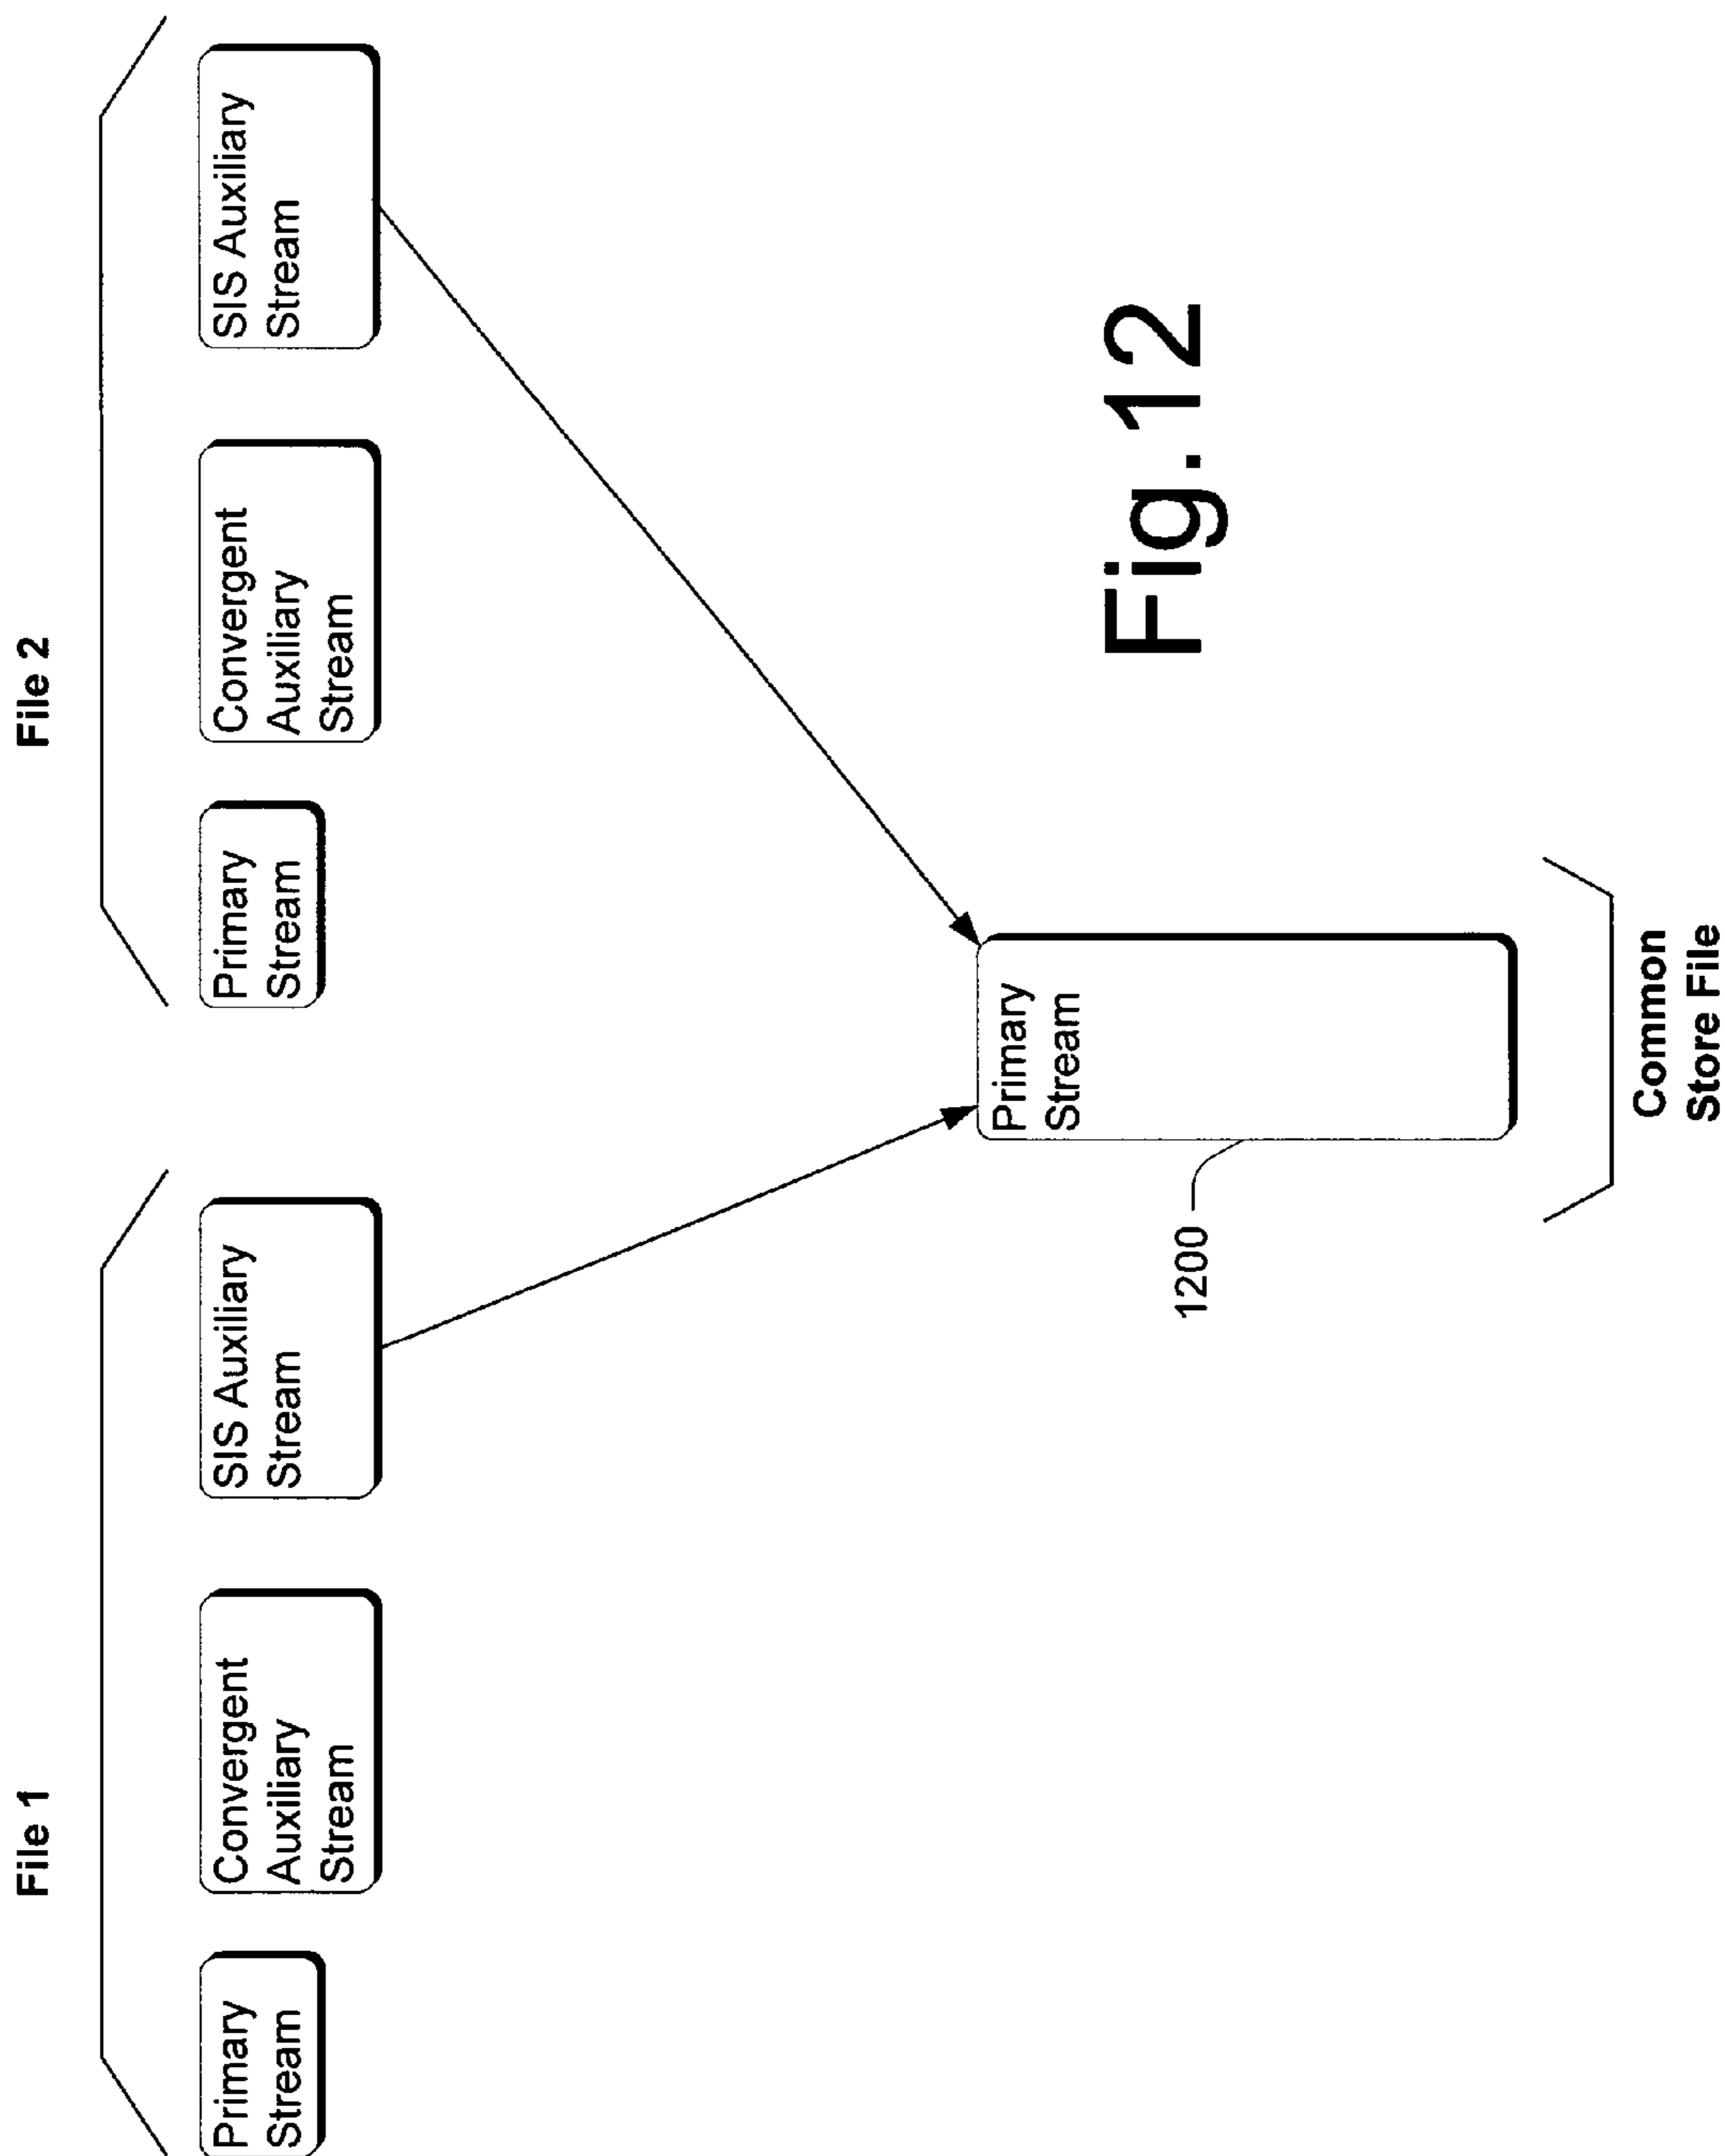 File 1
File 2
Primary
Stream
Convergent
Auxiliary
Stream
SIS Auxiliary
Stream
Primary
Stream
Convergent
Auxiliary
Stream
SIS Auxiliary
Stream
Primary
Stream
1200
Common
Store File
Fig.12